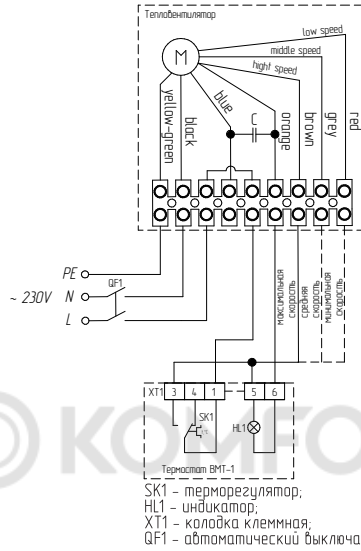 Тепловентилятор
low speed
middle speed
hight speed
M
yellow-green
black
blue
C
orange
brown
grey
red
PE
~ 230V N QF1
L
максимальная скорость
средняя скорость
минимальная скорость
XT1 3 4 1 5 6
SK1
t°C
HL1
Термостат BMT-1
KOMFO
SK1 - терморегулятор;
HL1 - индикатор;
XT1 - колодка клеммная;
QF1 - автоматический выключа